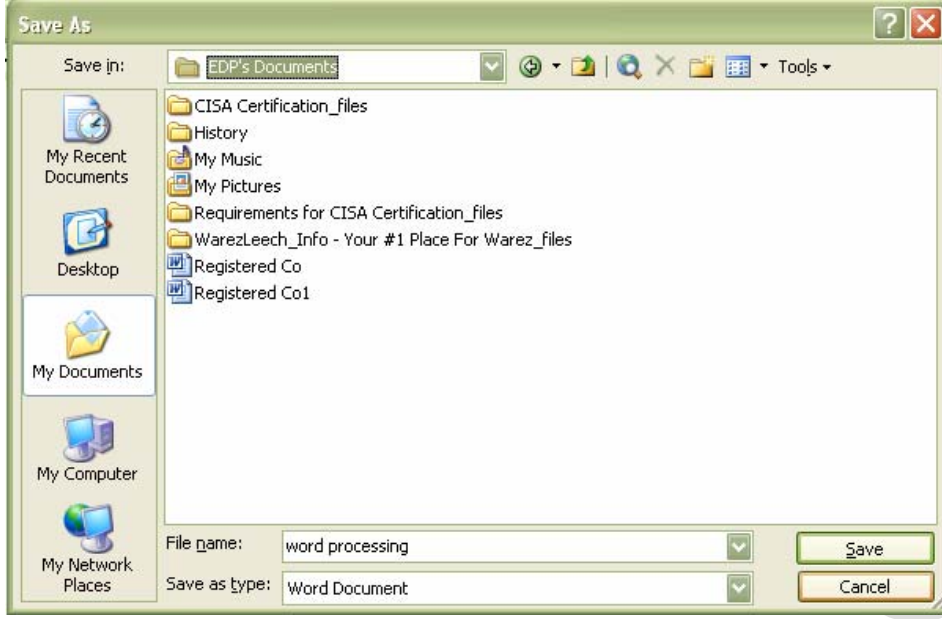 Save As
Save in:
EDP's Documents
Tools
My Recent
Documents
Desktop
My Documents
My Computer
My Network
Places
CISA Certification_files
History
My Music
My Pictures
Requirements for CISA Certification_files
WarezLeech_Info - Your #1 Place For Warez_files
Registered Co
Registered Co1
File name:
word processing
Save
Save as type:
Word Document
Cancel